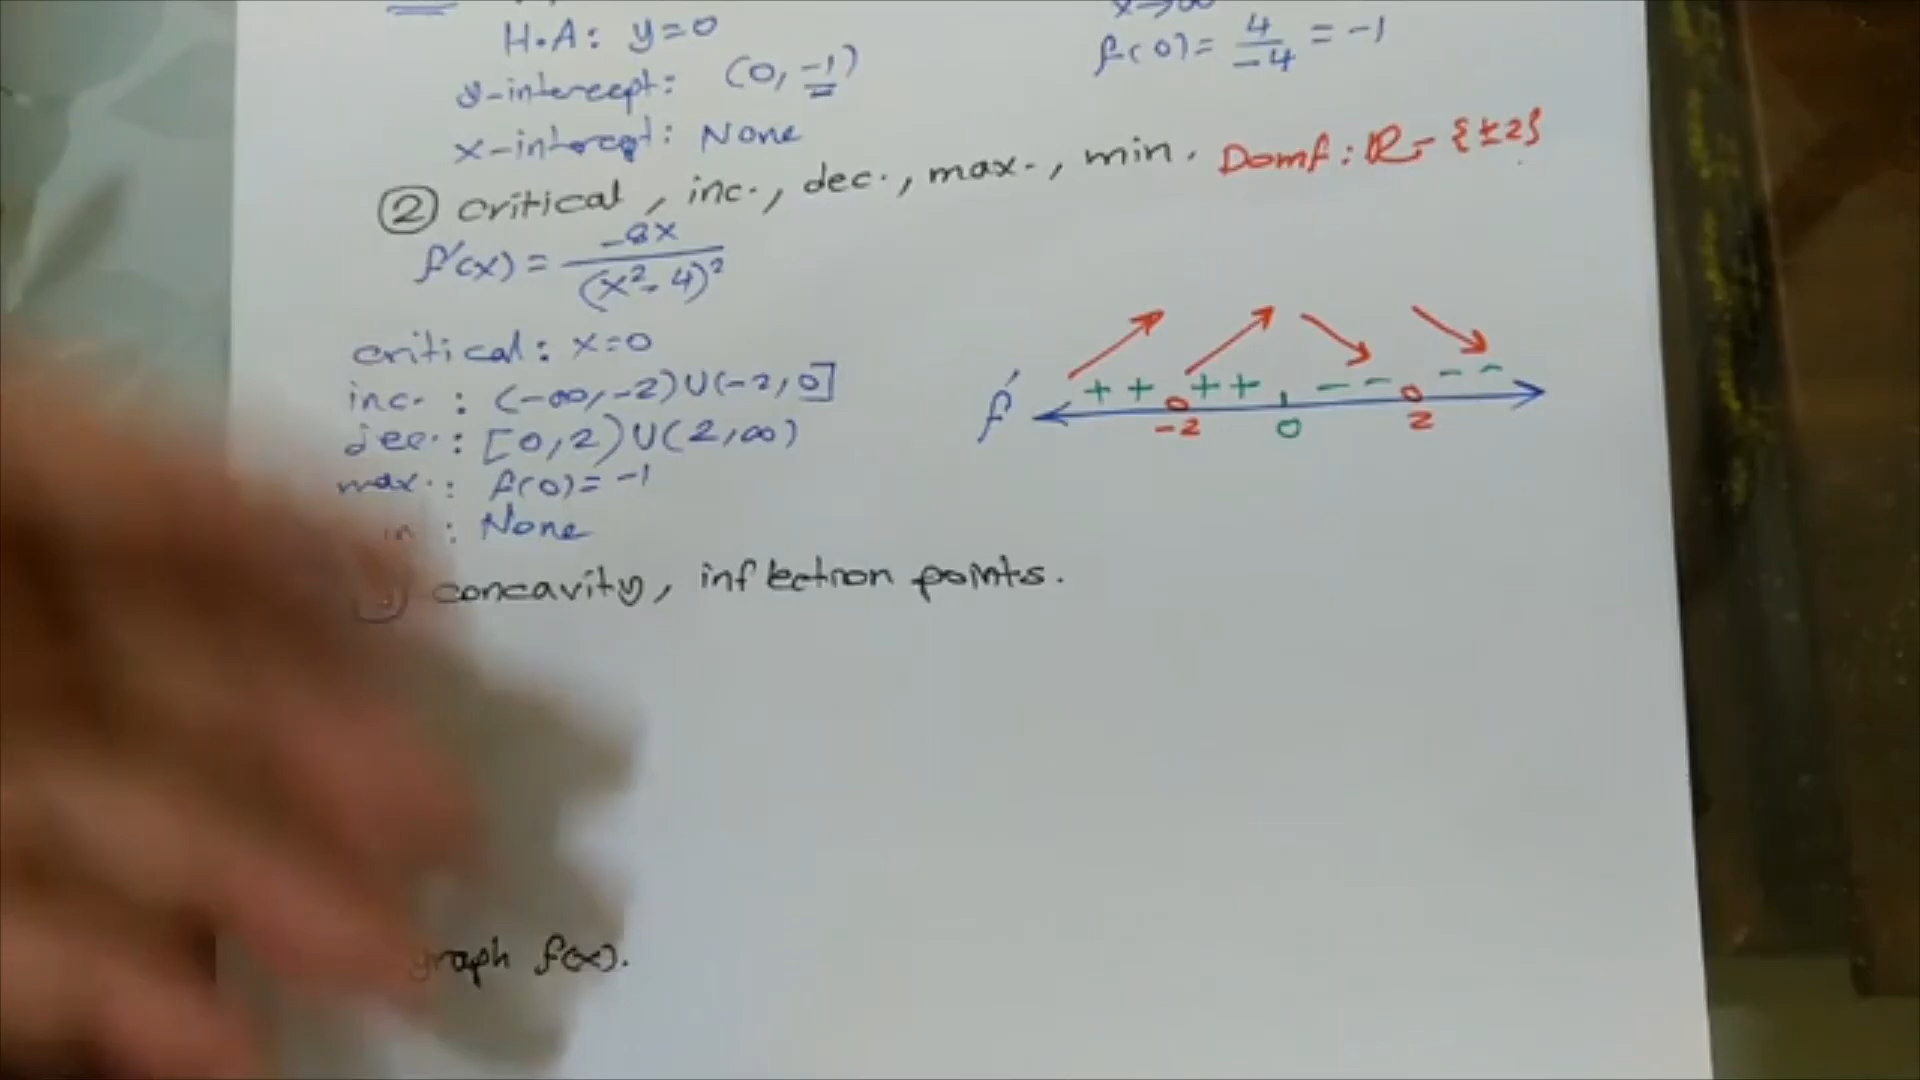 H.A: y=0
f(0)= 4/-4 = -1
y-intercept: (0, -1)
x-intercept: None
② critical, inc., dec., max., min. Domf: R- {±2}
f'(x) = -8x/(x²-4)²
critical: x=0
inc. : (-∞,-2)∪(-2,0]
dec. : [0,2)∪(2,∞)
max. : f(0)= -1
: None
f' + + + + - - - -
-2 0 2
concavity, inflection points.
graph f(x).